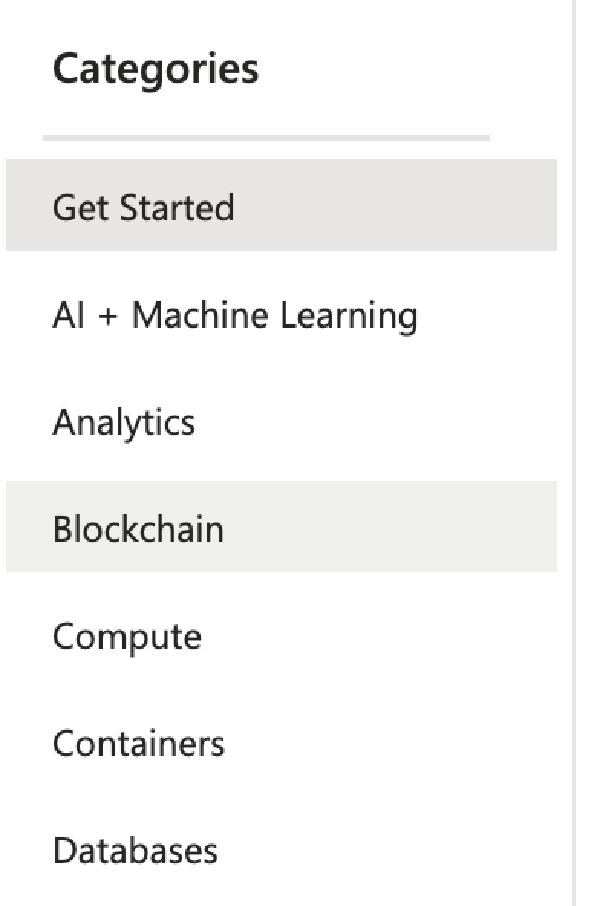 Categories
Get Started
AI + Machine Learning
Analytics
Blockchain
Compute
Containers
Databases